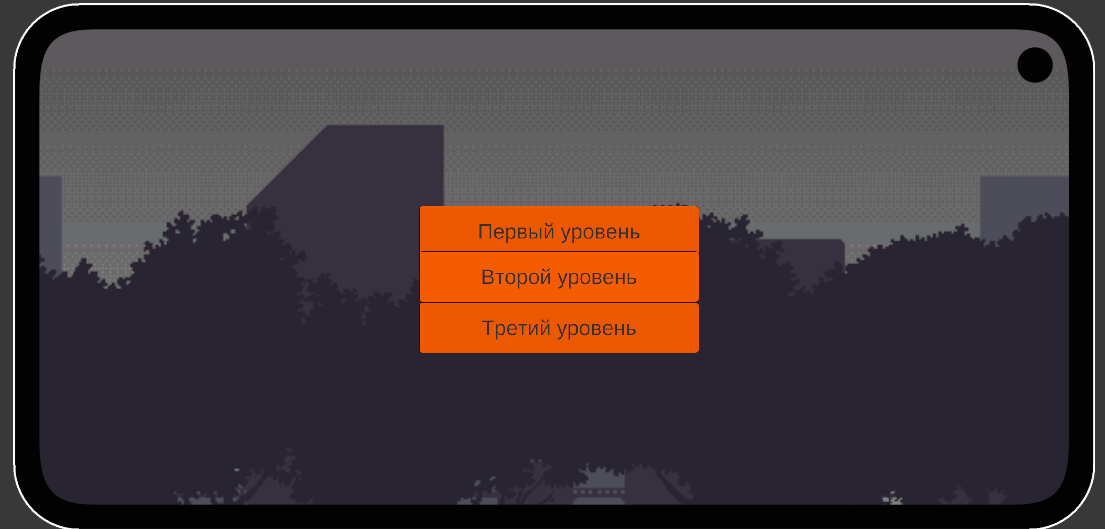 Первый уровень
Второй уровень
Третий уровень